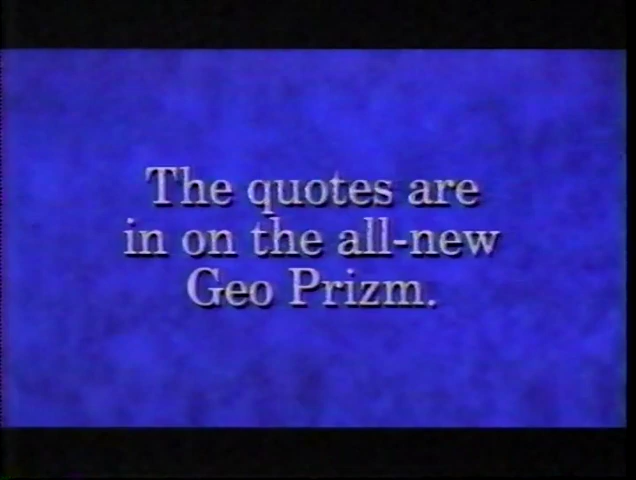 The quotes are
in on the all-new
Geo Prizm.